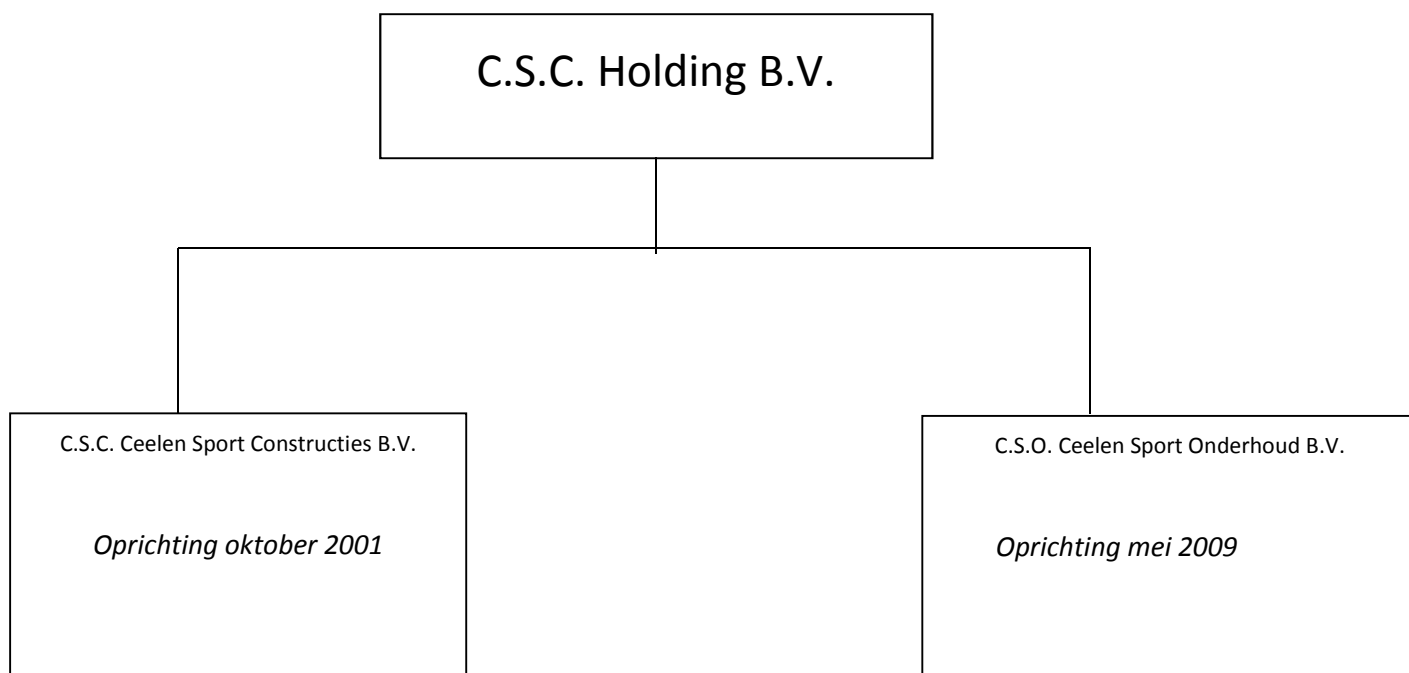 C.S.C. Holding B.V.
C.S.C. Ceelen Sport Constructies B.V.
Oprichting oktober 2001
C.S.O. Ceelen Sport Onderhoud B.V.
Oprichting mei 2009